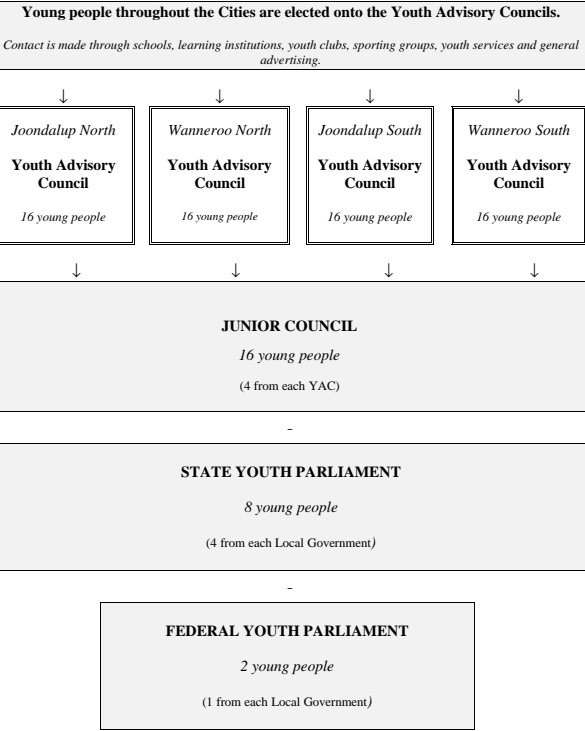 Young people throughout the Cities are elected onto the Youth Advisory Councils.
Contact is made through schools, learning institutions, youth clubs, sporting groups, youth services and general
advertising.
↓ ↓ ↓ ↓
Joondalup North
Youth Advisory
Council
16 young people
Wanneroo North
Youth Advisory
Council
16 young people
Joondalup South
Youth Advisory
Council
16 young people
Wanneroo South
Youth Advisory
Council
16 young people
↓ ↓ ↓ ↓
JUNIOR COUNCIL
16 young people
(4 from each YAC)
-
STATE YOUTH PARLIAMENT
8 young people
(4 from each Local Government)
-
FEDERAL YOUTH PARLIAMENT
2 young people
(1 from each Local Government)